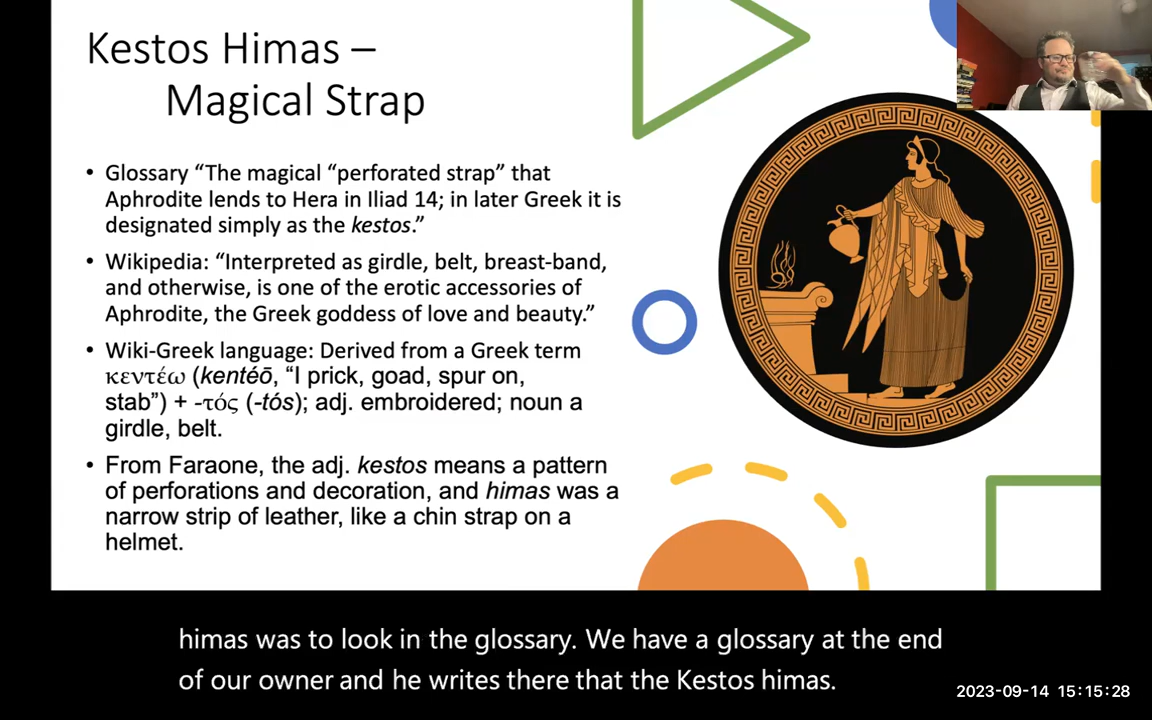 Kestos Himas –
Magical Strap
• Glossary “The magical “perforated strap” that
Aphrodite lends to Hera in Iliad 14; in later Greek it is
designated simply as the kestos.”
• Wikipedia: “Interpreted as girdle, belt, breast-band,
and otherwise, is one of the erotic accessories of
Aphrodite, the Greek goddess of love and beauty.”
• Wiki-Greek language: Derived from a Greek term
κεντέω (kentéō, “I prick, goad, spur on,
stab”) + -τός (-tós); adj. embroidered; noun a
girdle, belt.
• From Faraone, the adj. kestos means a pattern
of perforations and decoration, and himas was a
narrow strip of leather, like a chin strap on a
helmet.
himas was to look in the glossary. We have a glossary at the end
of our owner and he writes there that the Kestos himas.
2023-09-14 15:15:28